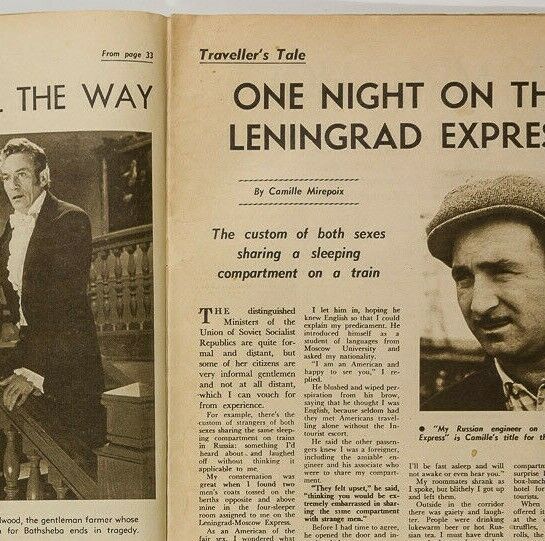 From page 33
L THE WAY
lwood, the gentleman farmer whose
n for Bathsheba ends in tragedy.
Traveller's Tale
ONE NIGHT ON TH
LENINGRAD EXPRES
By Camille Mirepoix
The custom of both sexes
sharing a sleeping
compartment on a train
THE distinguished
Ministers of the
Union of Soviet Socialist
Republics are quite for-
mal and distant, but
some of her citizens are
very informal gentlemen
and not at all distant,
which I can vouch for
from experience.
For example, there's the
custom of strangers of both
sexes sharing the same sleep-
ing compartment on trains
in Russia: something I'd
heard about and laughed
off without thinking it
applicable to me.
My consternation was
great when I found two
men's coats tossed on the
berths opposite and above
mine in the four-sleeper
room assigned to me on the
Leningrad-Moscow Express.
As an American of the
fair sex, I wondered what
I let him in, hoping he
knew English so that I could
explain my predicament. He
introduced himself as a
student of languages from
Moscow University and
asked my nationality.
"I am an American and
happy to see you," I re-
plied.
He blushed and wiped per-
spiration from his brow,
saying that he thought I was
English, because seldom had
they met Americans travel-
ling alone without the In-
tourist escort.
He said the other passen-
gers knew I was a foreigner,
including the amiable en-
gineer and his associate who
were to share my compart-
ment.
"They felt upset," he said,
"thinking you would be ex-
tremely embarrassed in shar-
ing the same compartment
with strange men."
Before I had time to agree,
he opened the door and in-
● "My Russian engineer on
Express" is Camille's title for th
I'll be fast asleep and will
not awake or even hear you."
My roommates shrank as
I spoke, but blithely I got up
and left them.
Outside in the corridor
there was gaiety and laugh-
ter. People were drinking
lukewarm beer or hot Rus-
sian tea. I must have drunk
compartm
surprise I
box-lunch
hotel for
tourists.
There
offered s
at the e
truffles,
rolls, the